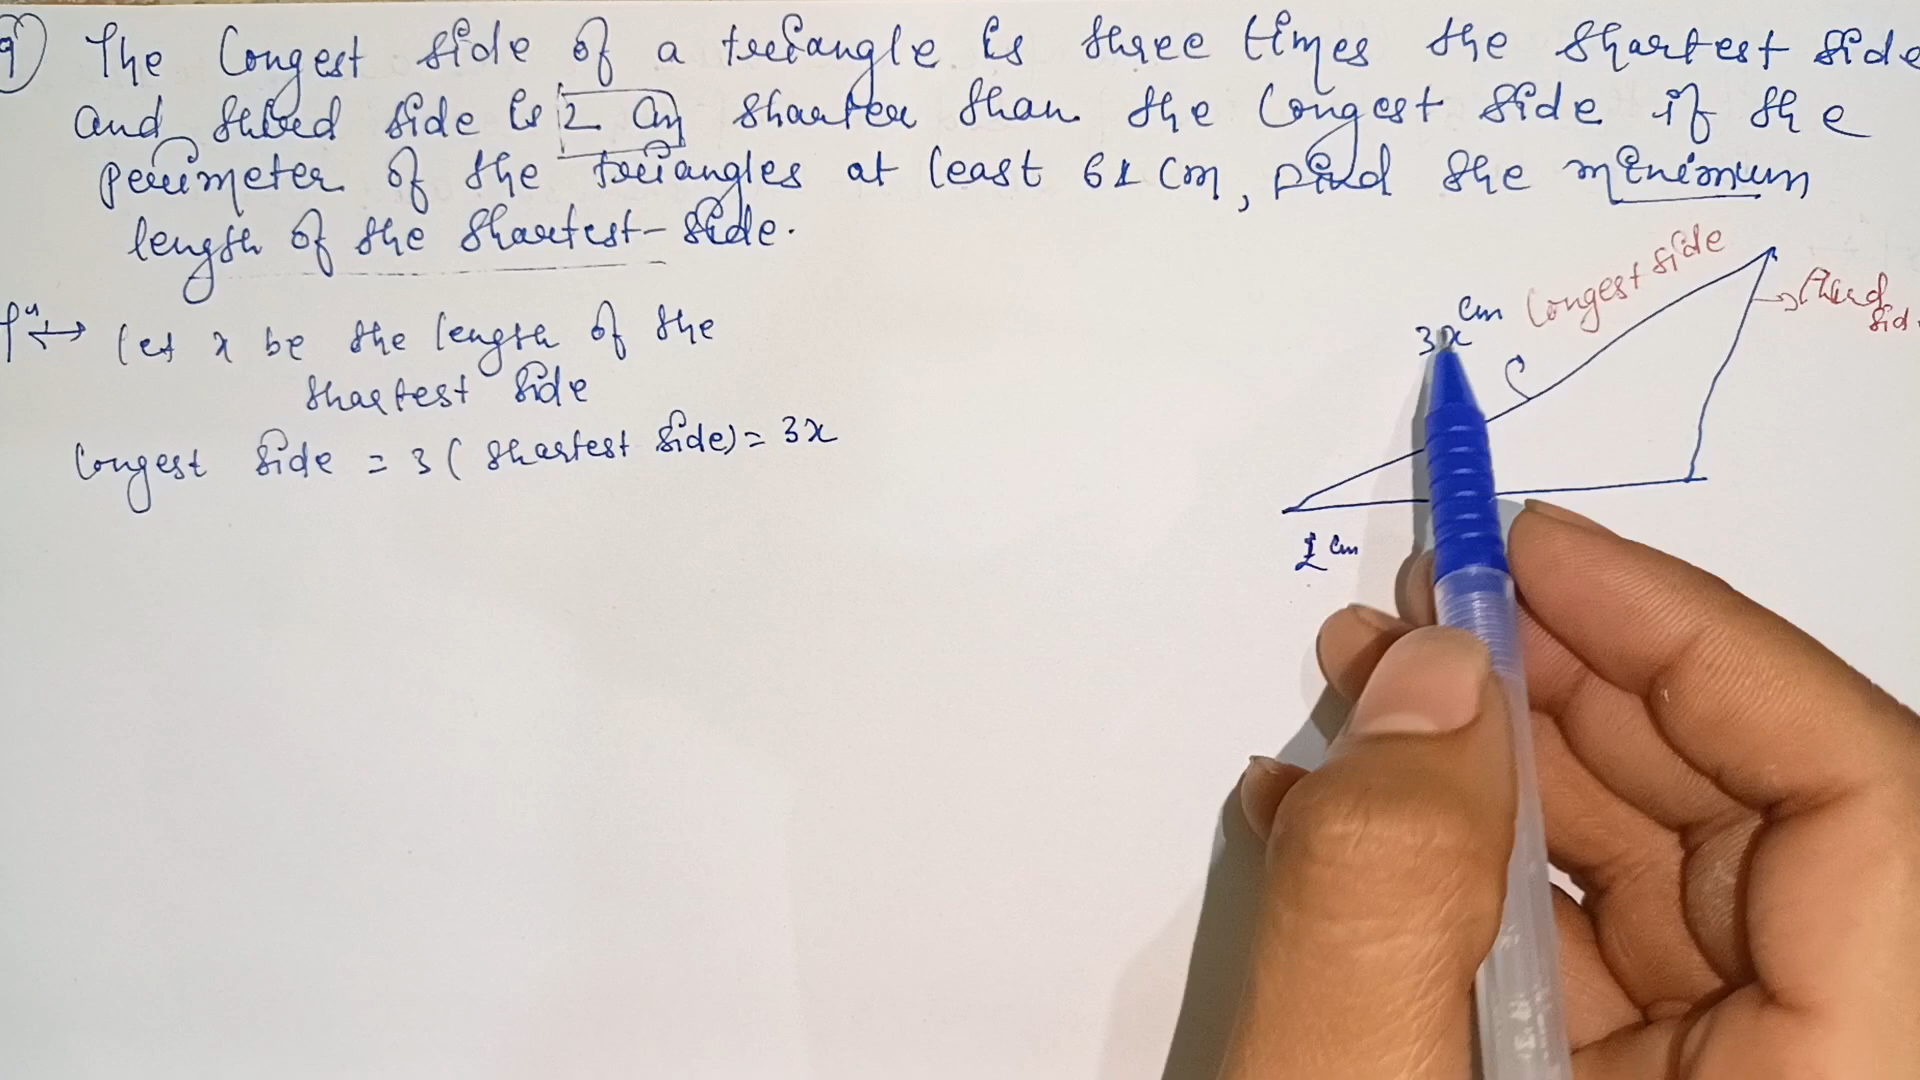 The longest side of a triangle is three times the shortest side
and third side is 2 cm shorter than the longest side if the
perimeter of the triangles at least 61 cm, find the minimum
length of the shortest side.
let x be the length of the
shortest side
longest side = 3 (shortest side) = 3x
3x cm longest side
Third side
cm